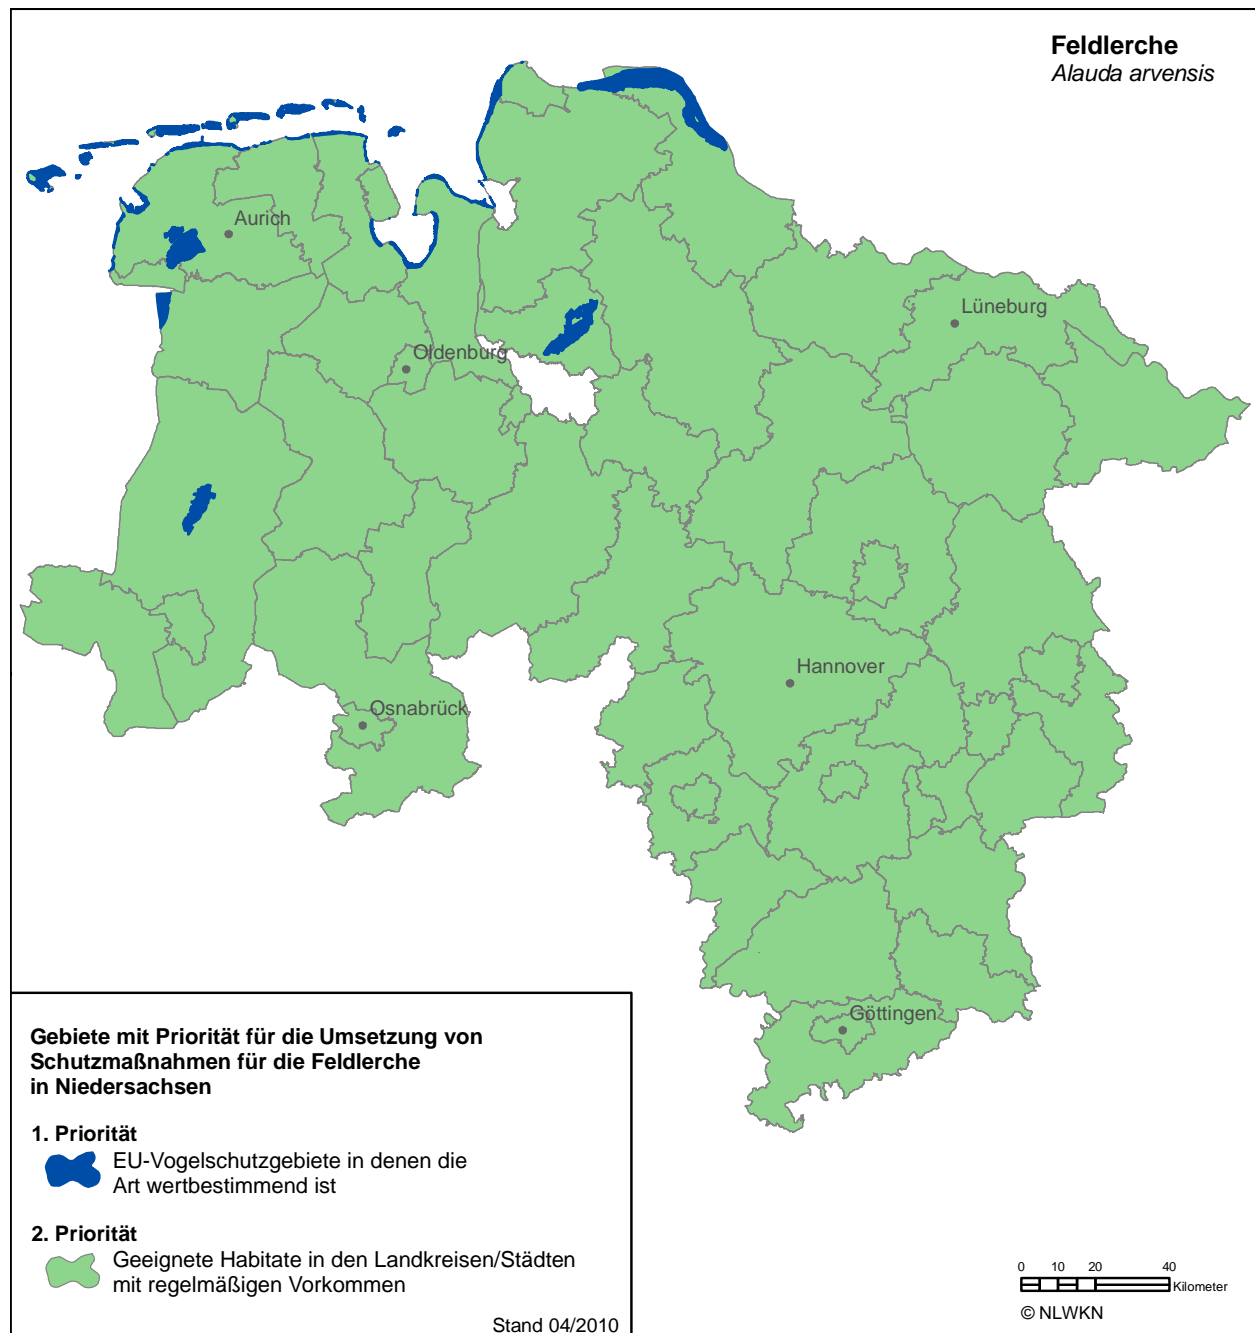 Feldlerche
Alauda arvensis
Aurich
Lüneburg
Oldenburg
Hannover
Osnabrück
Göttingen
Gebiete mit Priorität für die Umsetzung von
Schutzmaßnahmen für die Feldlerche
in Niedersachsen
1. Priorität
EU-Vogelschutzgebiete in denen die
Art wertbestimmend ist
2. Priorität
Geeignete Habitate in den Landkreisen/Städten
mit regelmäßigen Vorkommen
Stand 04/2010
0 10 20 40
Kilometer
© NLWKN